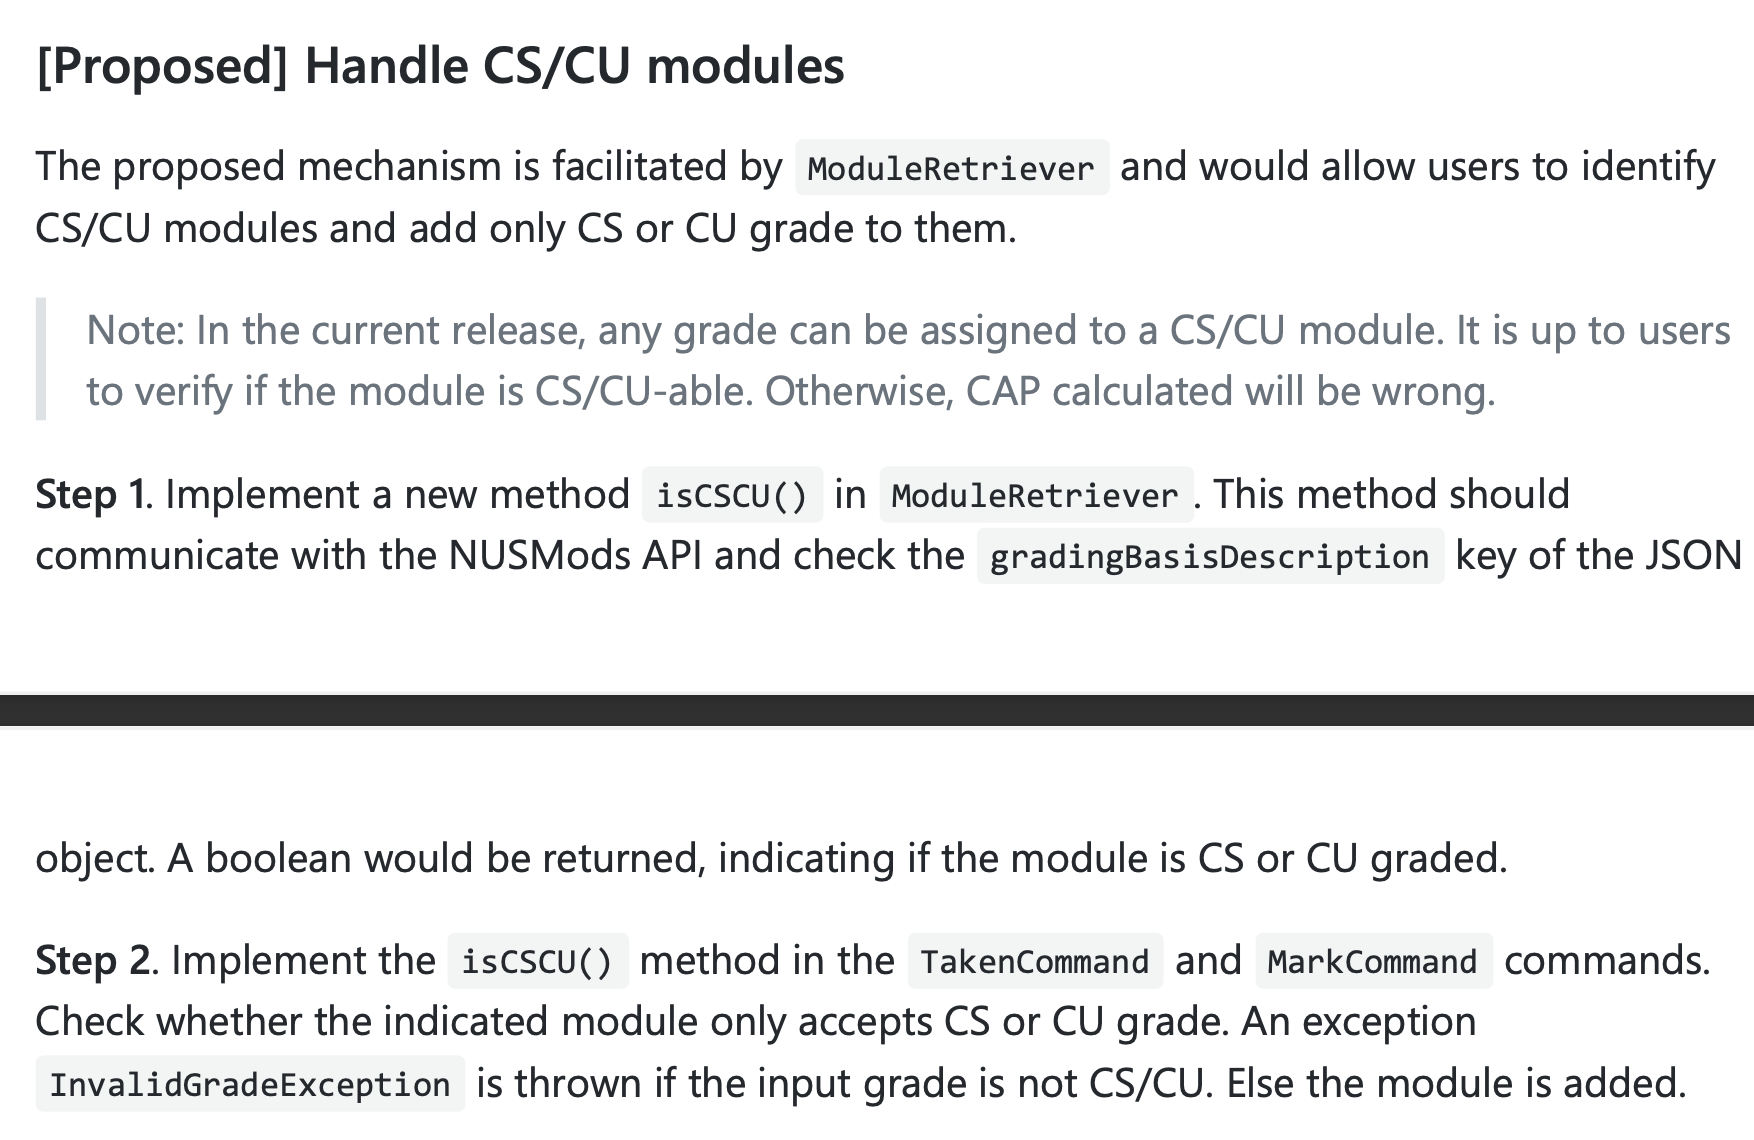 [Proposed] Handle CS/CU modules
The proposed mechanism is facilitated by ModuleRetriever and would allow users to identify
CS/CU modules and add only CS or CU grade to them.
Note: In the current release, any grade can be assigned to a CS/CU module. It is up to users
to verify if the module is CS/CU-able. Otherwise, CAP calculated will be wrong.
Step 1. Implement a new method isCSCU() in ModuleRetriever. This method should
communicate with the NUSMods API and check the gradingBasisDescription key of the JSON
object. A boolean would be returned, indicating if the module is CS or CU graded.
Step 2. Implement the isCSCU() method in the TakenCommand and MarkCommand commands.
Check whether the indicated module only accepts CS or CU grade. An exception
InvalidGradeException is thrown if the input grade is not CS/CU. Else the module is added.